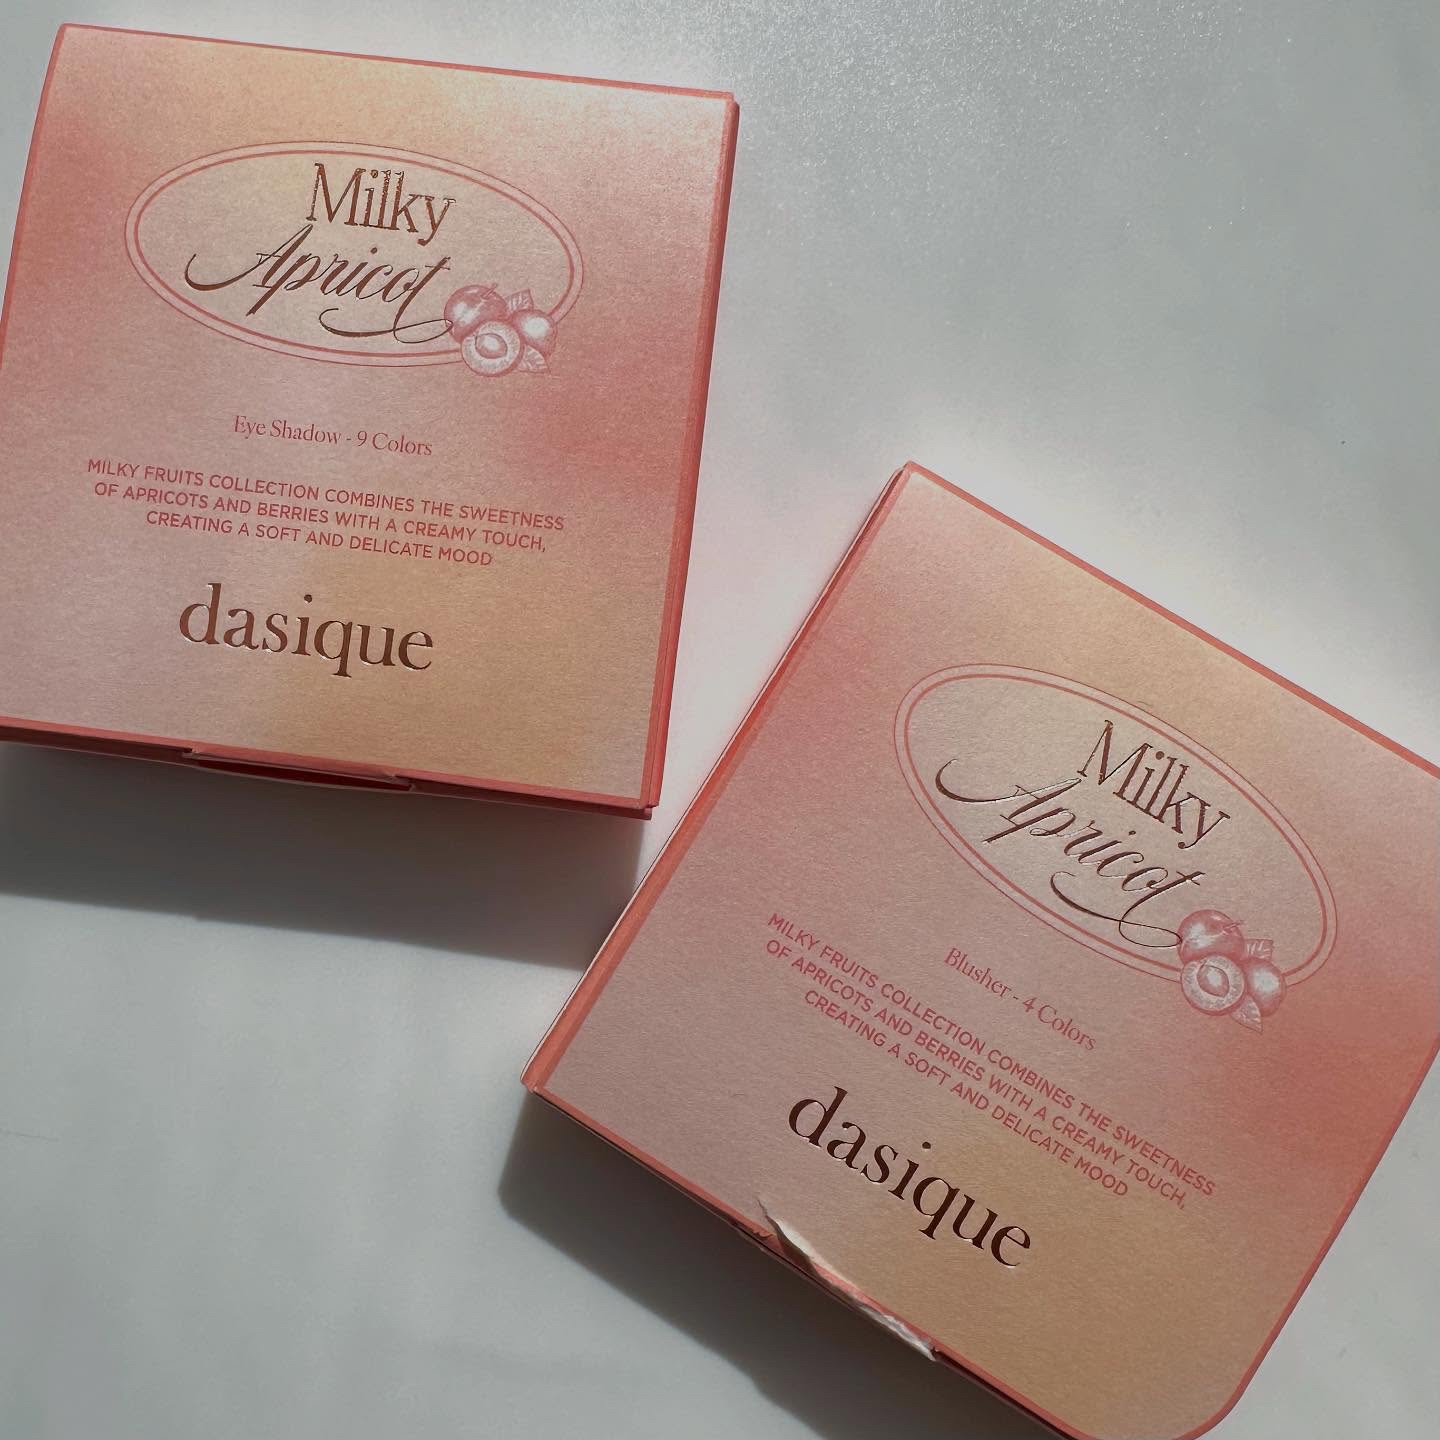 Milky
Apricot
Eye Shadow - 9 Colors
MILKY FRUITS COLLECTION COMBINES THE SWEETNESS
OF APRICOTS AND BERRIES WITH A CREAMY TOUCH,
CREATING A SOFT AND DELICATE MOOD
dasique
Milky
Apricot
Blusher - 4 Colors
MILKY FRUITS COLLECTION COMBINES THE SWEETNESS
OF APRICOTS AND BERRIES WITH A CREAMY TOUCH,
CREATING A SOFT AND DELICATE MOOD
dasique